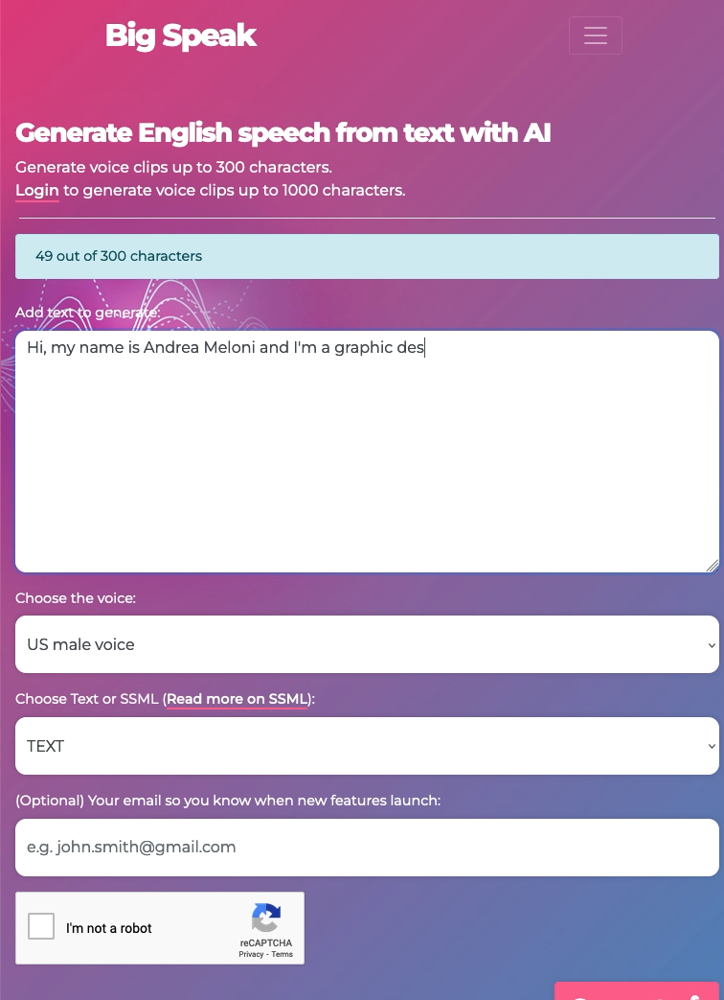 Big Speak
Generate English speech from text with AI
Generate voice clips up to 300 characters.
Login to generate voice clips up to 1000 characters.
49 out of 300 characters
Add text to generate:
Hi, my name is Andrea Meloni and I'm a graphic des
Choose the voice:
US male voice
Choose Text or SSML (Read more on SSML):
TEXT
(Optional) Your email so you know when new features launch:
e.g. john.smith@gmail.com
I'm not a robot
reCAPTCHA
Privacy - Terms